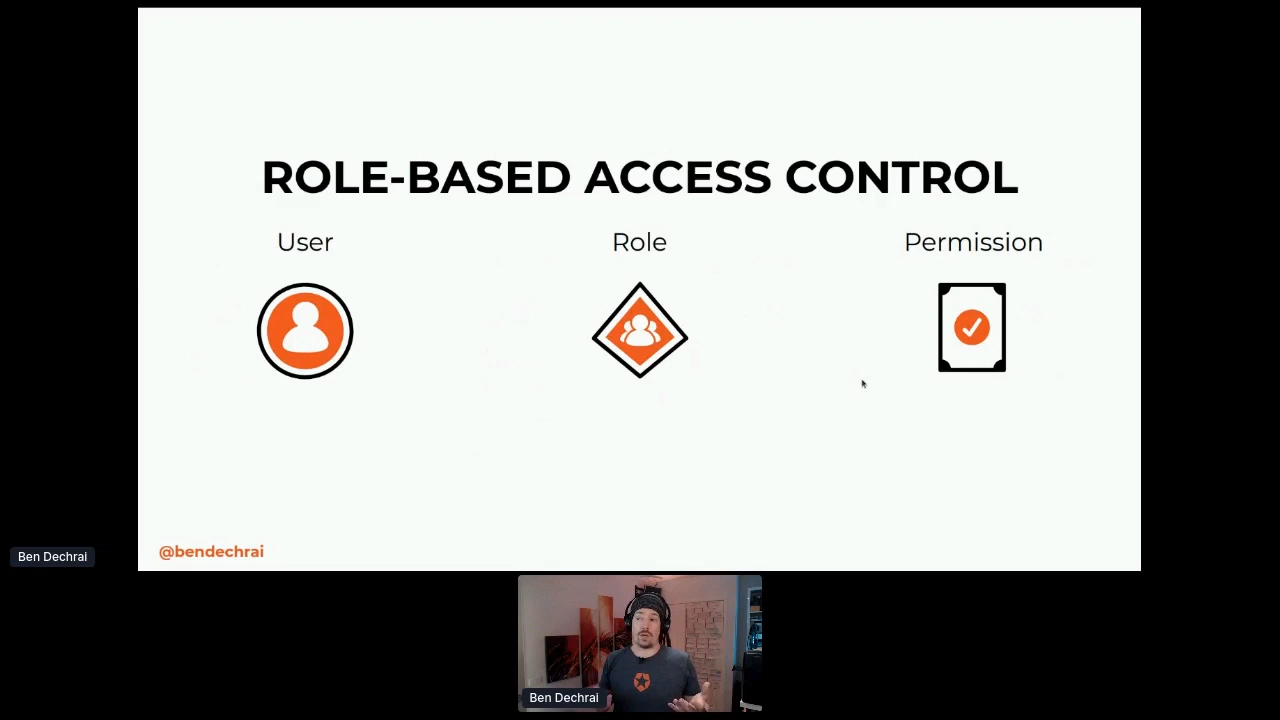 ROLE-BASED ACCESS CONTROL
User
Role
Permission
@bendechrai
Ben Dechrai
Ben Dechrai